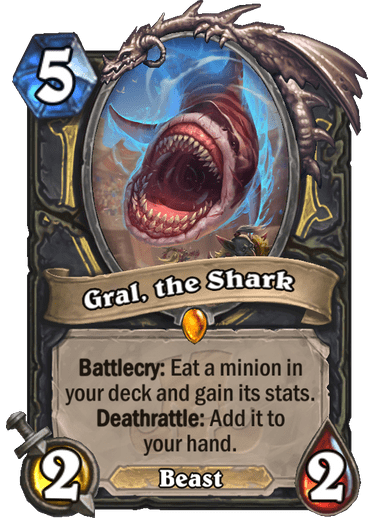 5
Gral, the Shark
Battlecry: Eat a minion in
your deck and gain its stats.
Deathrattle: Add it to
your hand.
2
Beast
2